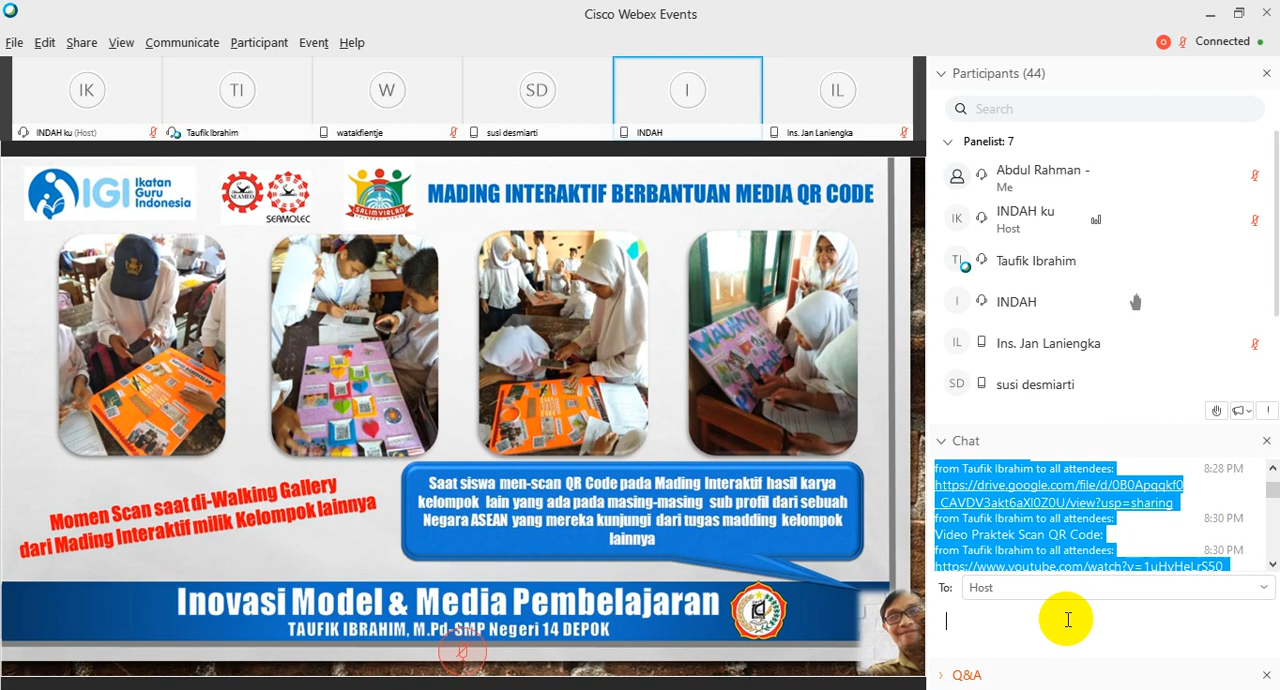 Cisco Webex Events
File Edit Share View Communicate Participant Event Help
Connected
IK
TI
W
SD
I
IL
INDAH ku (Host)
Taufik Ibrahim
watakfientje
susi desmiarti
INDAH
Ins. Jan Laniengka
IGI Ikatan
Guru
Indonesia
SEAMEO
SEAMOLEC
MADING INTERAKTIF BERBANTUAN MEDIA QR CODE
Momen Scan saat di-Walking Gallery
dari Mading Interaktif milik Kelompok lainnya
Saat siswa men-scan QR Code pada Mading Interaktif hasil karya
kelompok lain yang ada pada masing-masing sub profil dari sebuah
Negara ASEAN yang mereka kunjungi dari tugas madding kelompok
lainnya
Inovasi Model & Media Pembelajaran
TAUFIK IBRAHIM, M.Pd-SMP Negeri 14 DEPOK
Participants (44)
Search
Panelist: 7
Abdul Rahman -
Me
IK
INDAH ku
Host
TI
Taufik Ibrahim
I
INDAH
IL
Ins. Jan Laniengka
SD
susi desmiarti
Chat
from Taufik Ibrahim to all attendees: 8:28 PM
https://drive.google.com/file/d/0B0Apqqkf0
_CAVDV3akt6aXl0Z0U/view?usp=sharing
from Taufik Ibrahim to all attendees: 8:30 PM
Video Praktek Scan QR Code:
from Taufik Ibrahim to all attendees: 8:30 PM
https://www.youtube.com/watch?v=1uHvHeLrS50
To: Host
Q&A